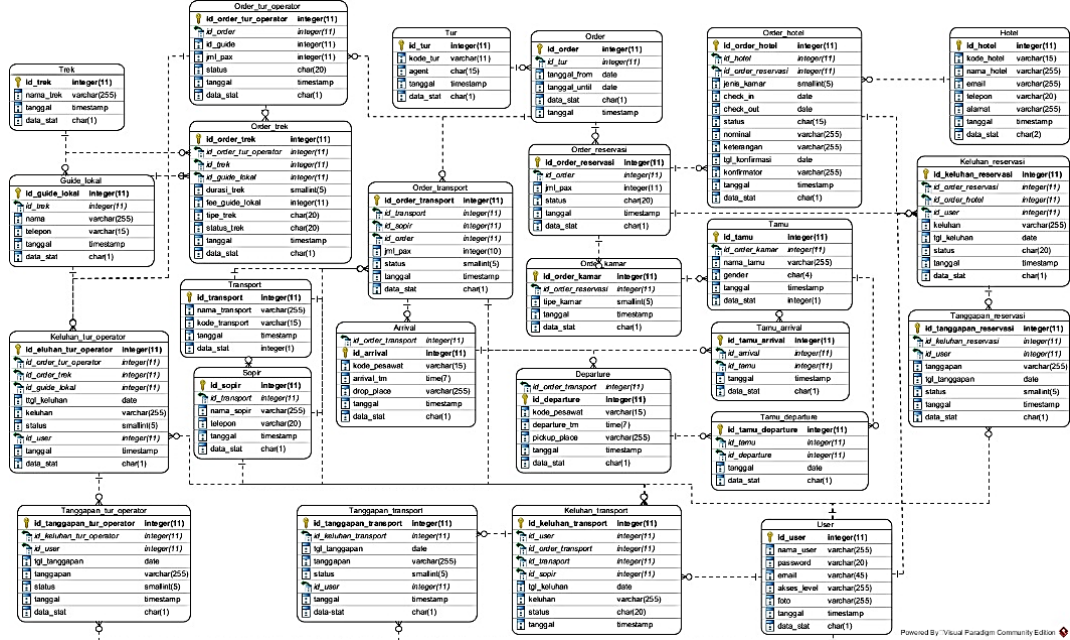 Order_tur_operator
id_order_tur_operator integer(11)
id_order integer(11)
id_guide integer(11)
jml_pax integer(11)
status char(20)
tanggal timestamp
data_stat char(1)
Tur
id_tur integer(11)
kode_tur varchar(11)
agent char(15)
tanggal timestamp
data_stat char(1)
Order
id_order integer(11)
id_tur integer(11)
tanggal_from date
tanggal_until date
data_stat char(1)
tanggal timestamp
Order_hotel
id_order_hotel integer(11)
id_hotel integer(11)
id_order_reservasi integer(11)
jenis_kamar smallint(5)
check_in date
check_out date
status char(15)
nominal varchar(255)
keterangan varchar(255)
tgl_konfirmasi date
konfirmator varchar(255)
tanggal timestamp
data_stat char(1)
Hotel
id_hotel integer(11)
kode_hotel varchar(15)
nama_hotel varchar(255)
email varchar(255)
telepon varchar(20)
alamat varchar(255)
tanggal timestamp
data_stat char(2)
Trek
id_trek integer(11)
nama_trek varchar(255)
tanggal timestamp
data_stat char(1)
Order_trek
id_order_trek integer(11)
id_order_tur_operator integer(11)
id_trek integer(11)
id_guide_lokal integer(11)
durasi_trek smallint(5)
fee_guide_lokal integer(11)
tipe_trek char(20)
status_trek char(20)
tanggal timestamp
data_stat char(1)
Order_reservasi
id_order_reservasi integer(11)
id_order integer(11)
jml_pax integer(11)
status char(20)
tanggal timestamp
data_stat char(1)
Keluhan_reservasi
id_keluhan_reservasi integer(11)
id_order_reservasi integer(11)
id_order_hotel integer(11)
id_user integer(11)
keluhan varchar(255)
tgl_keluhan date
status char(20)
tanggal timestamp
data_stat char(1)
Guide_lokal
id_guide_lokal integer(11)
id_trek integer(11)
nama varchar(255)
telepon varchar(15)
tanggal timestamp
data_stat char(1)
Order_transport
id_order_transport integer(11)
id_transport integer(11)
id_sopir integer(11)
id_order integer(11)
jml_pax integer(10)
status smallint(5)
tanggal timestamp
data_stat char(1)
Tamu
id_tamu integer(11)
id_order_kamar integer(11)
nama_tamu varchar(255)
gender char(4)
tanggal timestamp
data_stat integer(1)
Order_kamar
id_order_kamar integer(11)
id_order_reservasi integer(11)
tipe_kamar smallint(5)
tanggal timestamp
data_stat char(1)
Transport
id_transport integer(11)
nama_transport varchar(255)
kode_transport varchar(15)
tanggal timestamp
data_stat integer(1)
Tanggapan_reservasi
id_tanggapan_reservasi integer(11)
id_keluhan_reservasi integer(11)
id_user integer(11)
tanggapan varchar(255)
tgl_tanggapan date
status smallint(5)
tanggal timestamp
data_stat char(1)
Arrival
id_order_transport integer(11)
id_arrival integer(11)
kode_pesawat varchar(15)
arrival_tm time(7)
drop_place varchar(255)
tanggal timestamp
data_stat char(1)
Tamu_arrival
id_tamu_arrival integer(11)
id_arrival integer(11)
id_tamu integer(11)
tanggal timestamp
data_stat char(1)
Keluhan_tur_operator
id_eluhan_tur_operator integer(11)
id_order_tur_operator integer(11)
id_order_trek integer(11)
id_guide_lokal integer(11)
ttgl_keluhan date
keluhan varchar(255)
status smallint(5)
id_user integer(11)
tanggal timestamp
data_stat char(1)
Sopir
id_sopir integer(11)
id_transport integer(11)
nama_sopir varchar(255)
telepon varchar(20)
tanggal timestamp
data_stat char(1)
Departure
id_order_transport integer(11)
id_departure integer(11)
kode_pesawat varchar(15)
departure_tm time(7)
pickup_place varchar(255)
tanggal timestamp
data_stat char(1)
Tamu_departure
id_tamu_departure integer(11)
id_tamu integer(11)
id_departure integer(11)
tanggal date
data_stat char(1)
Tanggapan_tur_operator
id_tanggapan_tur_operator integer(11)
id_keluhan_tur_operator integer(11)
id_user integer(11)
tgl_tanggapan date
tanggapan varchar(255)
status smallint(5)
tanggal timestamp
data_stat char(1)
Tanggapan_transport
id_tanggapan_transport integer(11)
id_keluhan_transport integer(11)
tgl_tanggapan date
tanggapan varchar(255)
status smallint(5)
id_user integer(11)
tanggal timestamp
data-stat char(1)
Keluhan_transport
id_keluhan_transport integer(11)
id_user integer(11)
id_order_transport integer(11)
id_transport integer(11)
id_sopir integer(11)
tgl_keluhan date
keluhan varchar(255)
status char(20)
tanggal timestamp
User
id_user integer(11)
nama_user varchar(255)
password varchar(20)
email varchar(45)
akses_level varchar(255)
foto varchar(255)
tanggal timestamp
data_stat char(1)
Powered By Visual Paradigm Community Edition